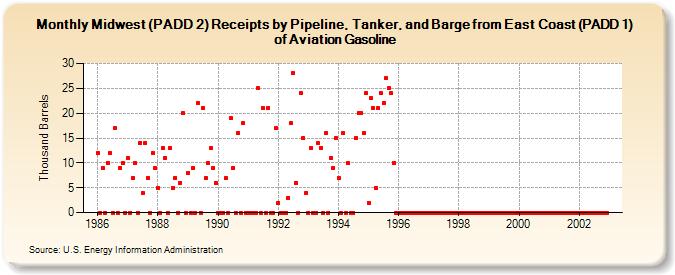 Monthly Midwest (PADD 2) Receipts by Pipeline, Tanker, and Barge from East Coast (PADD 1)
of Aviation Gasoline
Thousand Barrels
30
25
20
15
10
5
0
1986 1988 1990 1992 1994 1996 1998 2000 2002
Source: U.S. Energy Information Administration